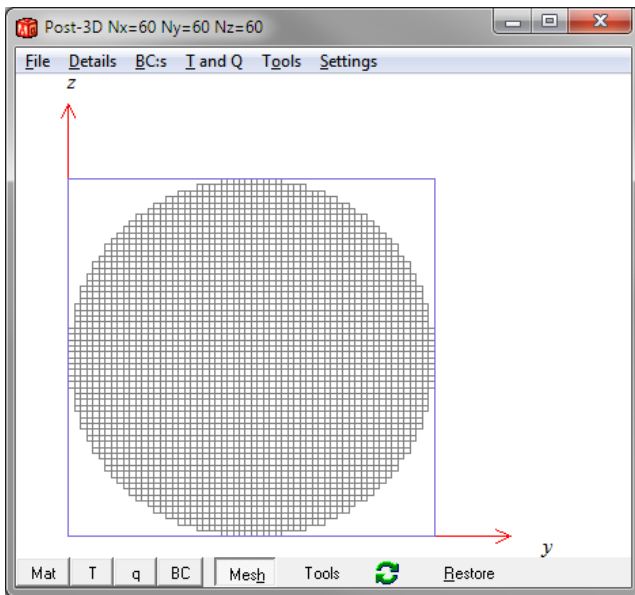 Post-3D Nx=60 Ny=60 Nz=60
File Details BC:s T and Q Tools Settings
z
y
Mat T q BC Mesh Tools Restore